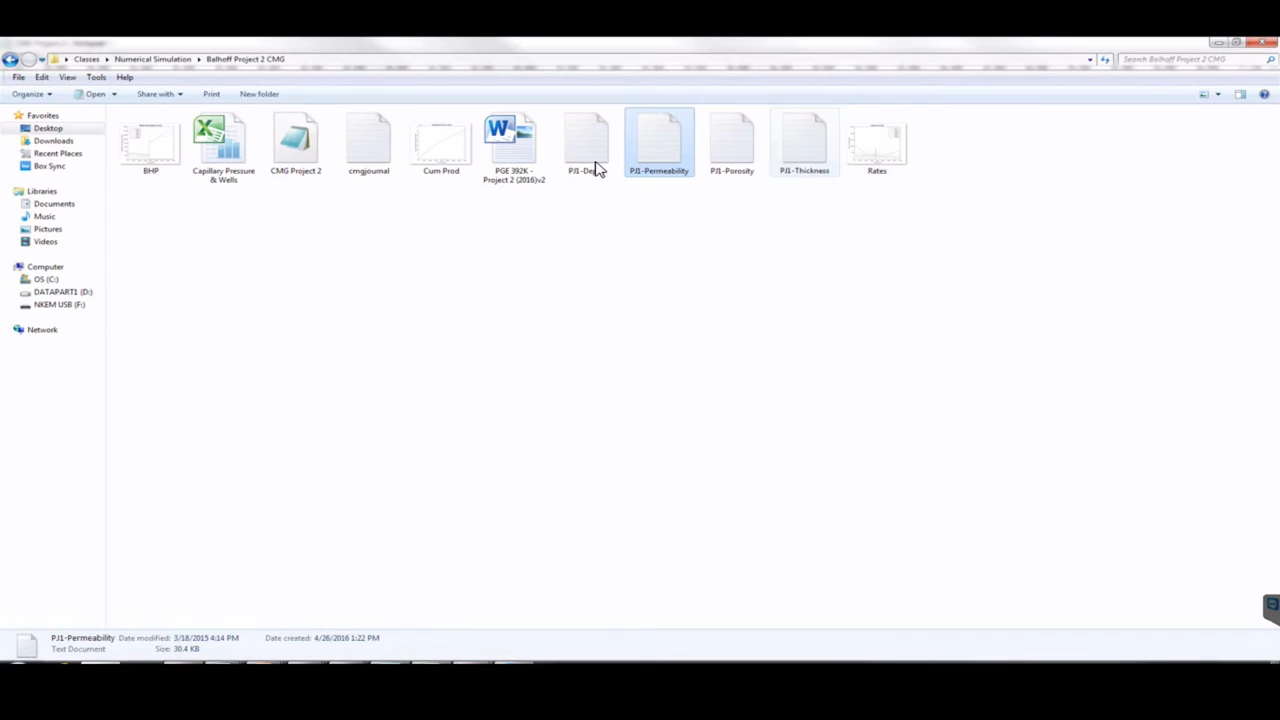 Classes
Numerical Simulation
Balhoff Project 2 CMG
Search Balhoff Project 2 CMG
File
Edit
View
Tools
Help
Organize
Open
Share with
Print
New folder
Favorites
Desktop
Downloads
Recent Places
Box Sync
Libraries
Documents
Music
Pictures
Videos
Computer
OS (C:)
DATAPART1 (D:)
NKEM USB (F:)
Network
BHP
Capillary Pressure
& Wells
CMG Project 2
cmgjournal
Cum Prod
PGE 392K -
Project 2 (2016)v2
PJ1-Permeability
PJ1-Porosity
PJ1-Thickness
Rates
PJ1-Permeability
Date modified: 3/18/2015 4:14 PM
Date created: 4/26/2016 1:22 PM
Text Document
Size: 30.4 KB